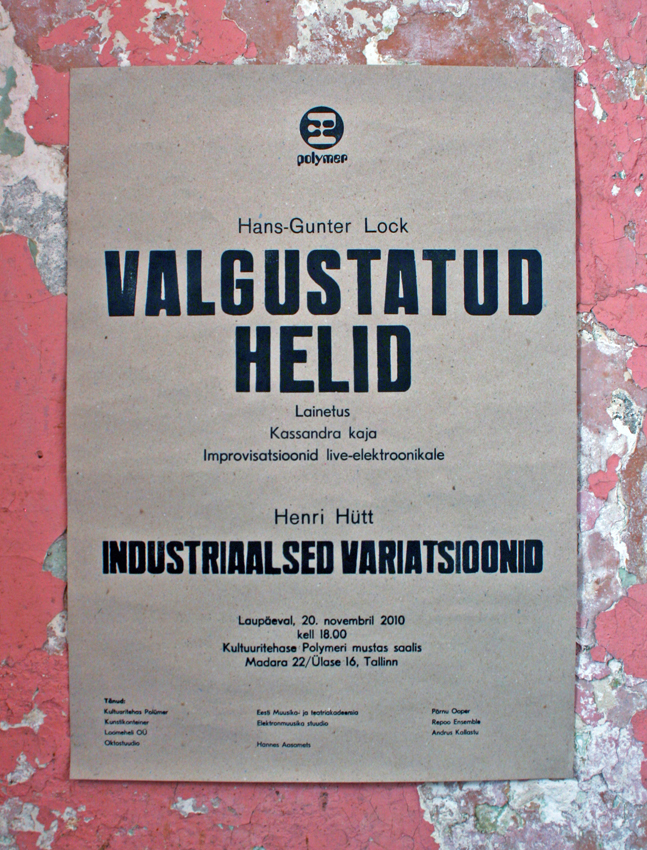 polymer
Hans-Gunter Lock
VALGUSTATUD
HELID
Lainetus
Kassandra kaja
Improvisatsioonid live-elektroonikale
Henri Hütt
INDUSTRIAALSED VARIATSIOONID
Laupäeval, 20. novembril 2010
kell 18.00
Kultuuritehase Polymeri mustas saalis
Madara 22/Ülase 16, Tallinn
Tänud:
Kultuuritehas Polümer
Kunstikonteiner
Loomeheli OÜ
Oktostuudio
Eesti Muusika- ja teatriakadeemia
Elektronmuusika stuudio
Hannes Aasamets
Pärnu Ooper
Repoo Ensemble
Andrus Kallastu